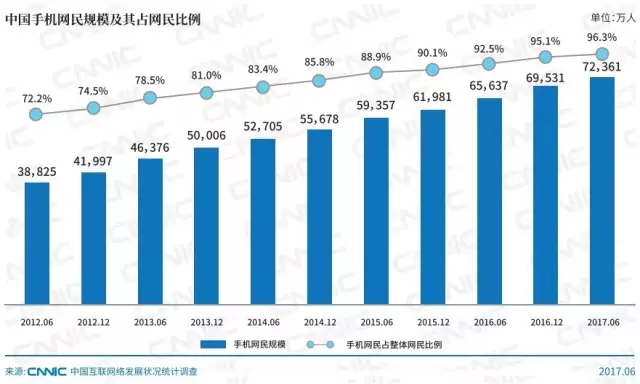 中国手机网民规模及其占网民比例
单位:万人
72.2% 74.5% 78.5% 81.0% 83.4% 85.8% 88.9% 90.1% 92.5% 95.1% 96.3%
38,825 41,997 46,376 50,006 52,705 55,678 59,357 61,981 65,637 69,531 72,361
2012.06 2012.12 2013.06 2013.12 2014.06 2014.12 2015.06 2015.12 2016.06 2016.12 2017.06
手机网民规模 手机网民占整体网民比例
来源: CNNIC 中国互联网络发展状况统计调查
2017.06